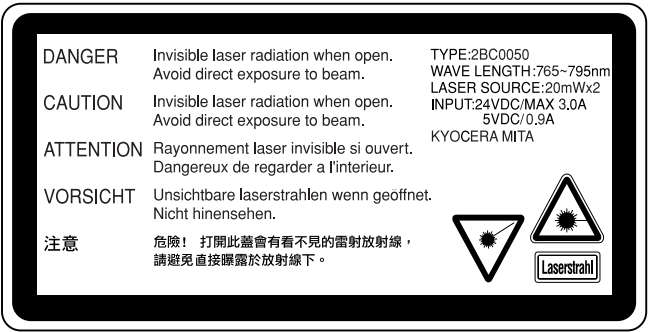 DANGER Invisible laser radiation when open.
Avoid direct exposure to beam.
CAUTION Invisible laser radiation when open.
Avoid direct exposure to beam.
ATTENTION Rayonnement laser invisible si ouvert.
Dangereux de regarder a l'interieur.
VORSICHT Unsichtbare laserstrahlen wenn geöffnet.
Nicht hinensehen.
注意 危險! 打開此蓋會有看不見的雷射放射線，
請避免直接曝露於放射線下。
TYPE:2BC0050
WAVE LENGTH:765~795nm
LASER SOURCE:20mWx2
INPUT:24VDC/MAX 3.0A
5VDC/0.9A
KYOCERA MITA
Laserstrahl